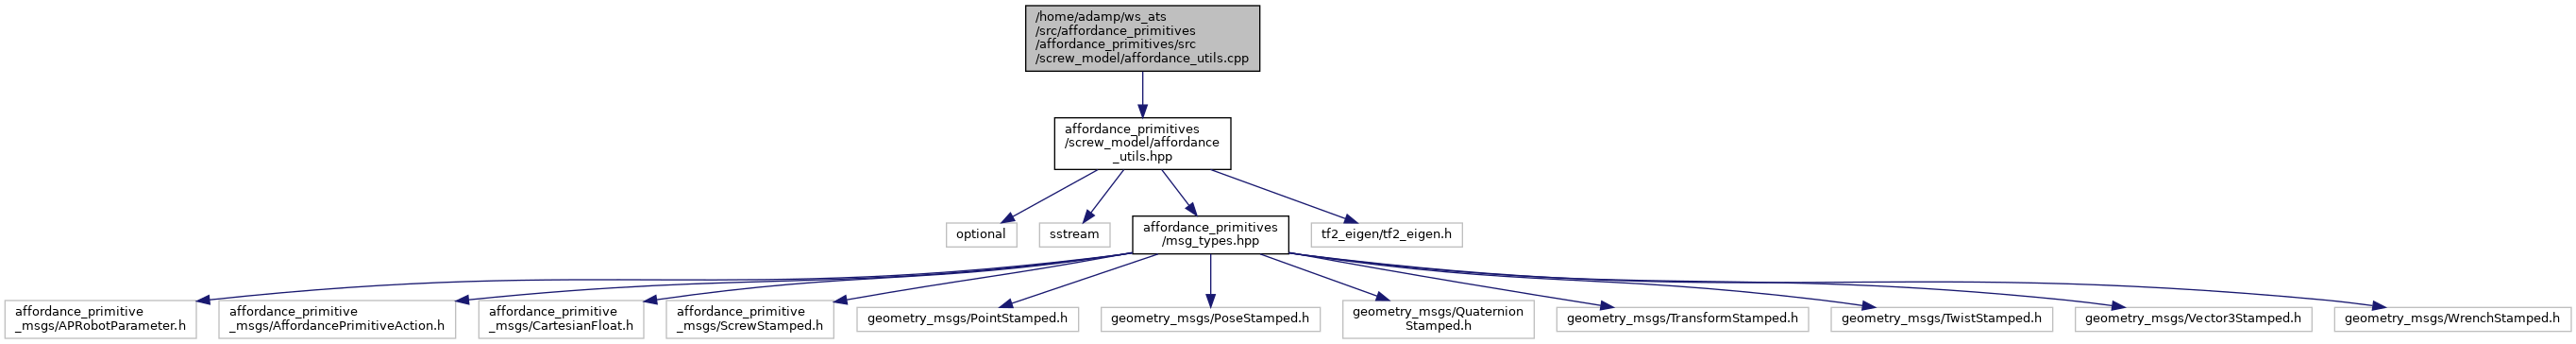 /home/adamp/ws_ats
/src/affordance_primitives
/affordance_primitives/src
/screw_model/affordance_utils.cpp
affordance_primitives
/screw_model/affordance
_utils.hpp
optional
sstream
affordance_primitives
/msg_types.hpp
tf2_eigen/tf2_eigen.h
affordance_primitive
_msgs/APRobotParameter.h
affordance_primitive
_msgs/AffordancePrimitiveAction.h
affordance_primitive
_msgs/CartesianFloat.h
affordance_primitive
_msgs/ScrewStamped.h
geometry_msgs/PointStamped.h
geometry_msgs/PoseStamped.h
geometry_msgs/Quaternion
Stamped.h
geometry_msgs/TransformStamped.h
geometry_msgs/TwistStamped.h
geometry_msgs/Vector3Stamped.h
geometry_msgs/WrenchStamped.h